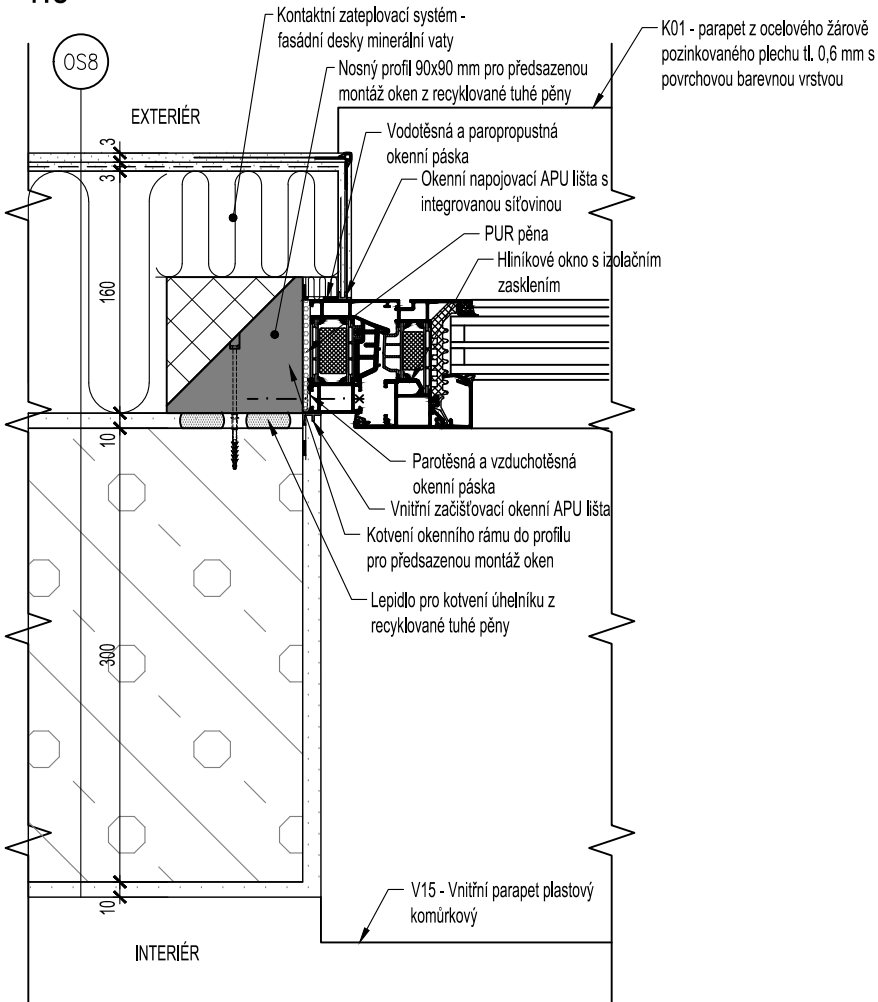 Kontaktní zateplovací systém -
fasádní desky minerální vaty
K01 - parapet z ocelového žárově
pozinkovaného plechu tl. 0,6 mm s
povrchovou barevnou vrstvou
OS8
Nosný profil 90x90 mm pro předsazenou
montáž oken z recyklované tuhé pěny
EXTERIÉR
Vodotěsná a paropropustná
okenní páska
3
3
Okenní napojovací APU lišta s
integrovanou síťovinou
PUR pěna
Hliníkové okno s izolačním
zasklením
160
10
Parotěsná a vzduchotěsná
okenní páska
Vnitřní začišťovací okenní APU lišta
Kotvení okenního rámu do profilu
pro předsazenou montáž oken
Lepidlo pro kotvení úhelníku z
recyklované tuhé pěny
300
V15 - Vnitřní parapet plastový
komůrkový
10
INTERIÉR